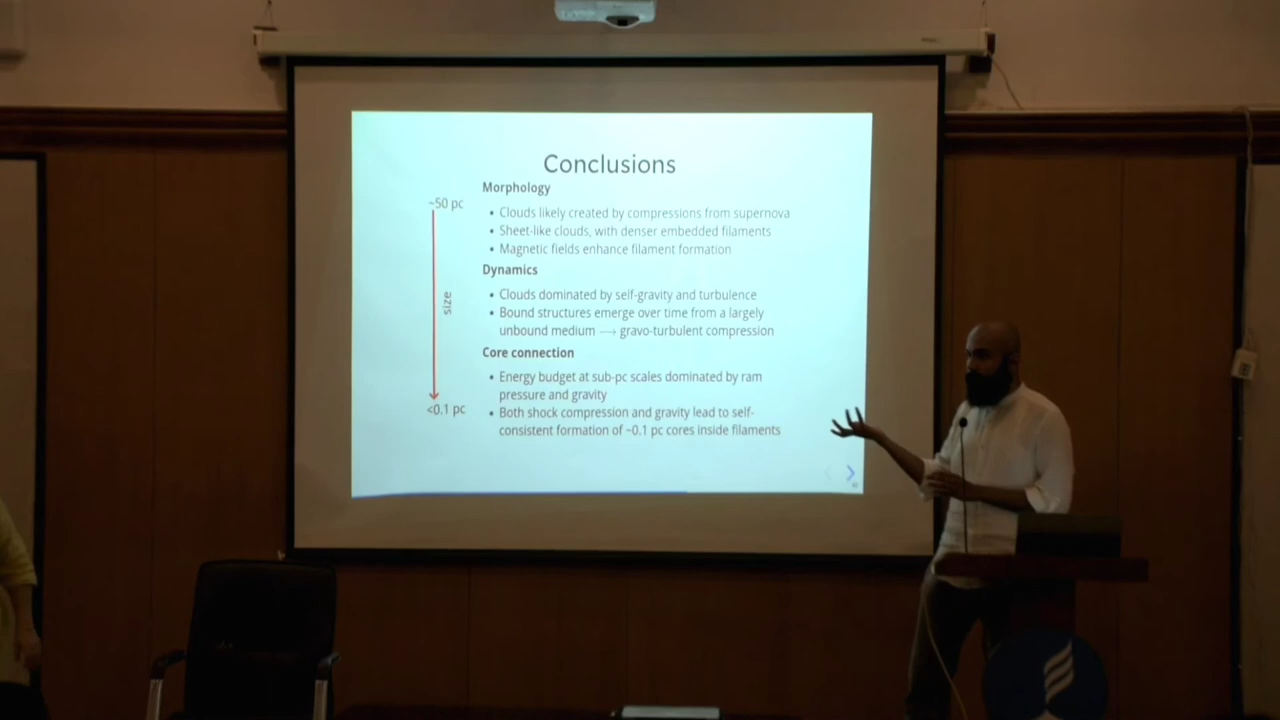 Conclusions
Morphology
~50 pc
• Clouds likely created by compressions from supernova
• Sheet-like clouds, with denser embedded filaments
• Magnetic fields enhance filament formation
Dynamics
size
• Clouds dominated by self-gravity and turbulence
• Bound structures emerge over time from a largely
unbound medium ⟶ gravo-turbulent compression
Core connection
• Energy budget at sub-pc scales dominated by ram
pressure and gravity
<0.1 pc
• Both shock compression and gravity lead to self-
consistent formation of ~0.1 pc cores inside filaments